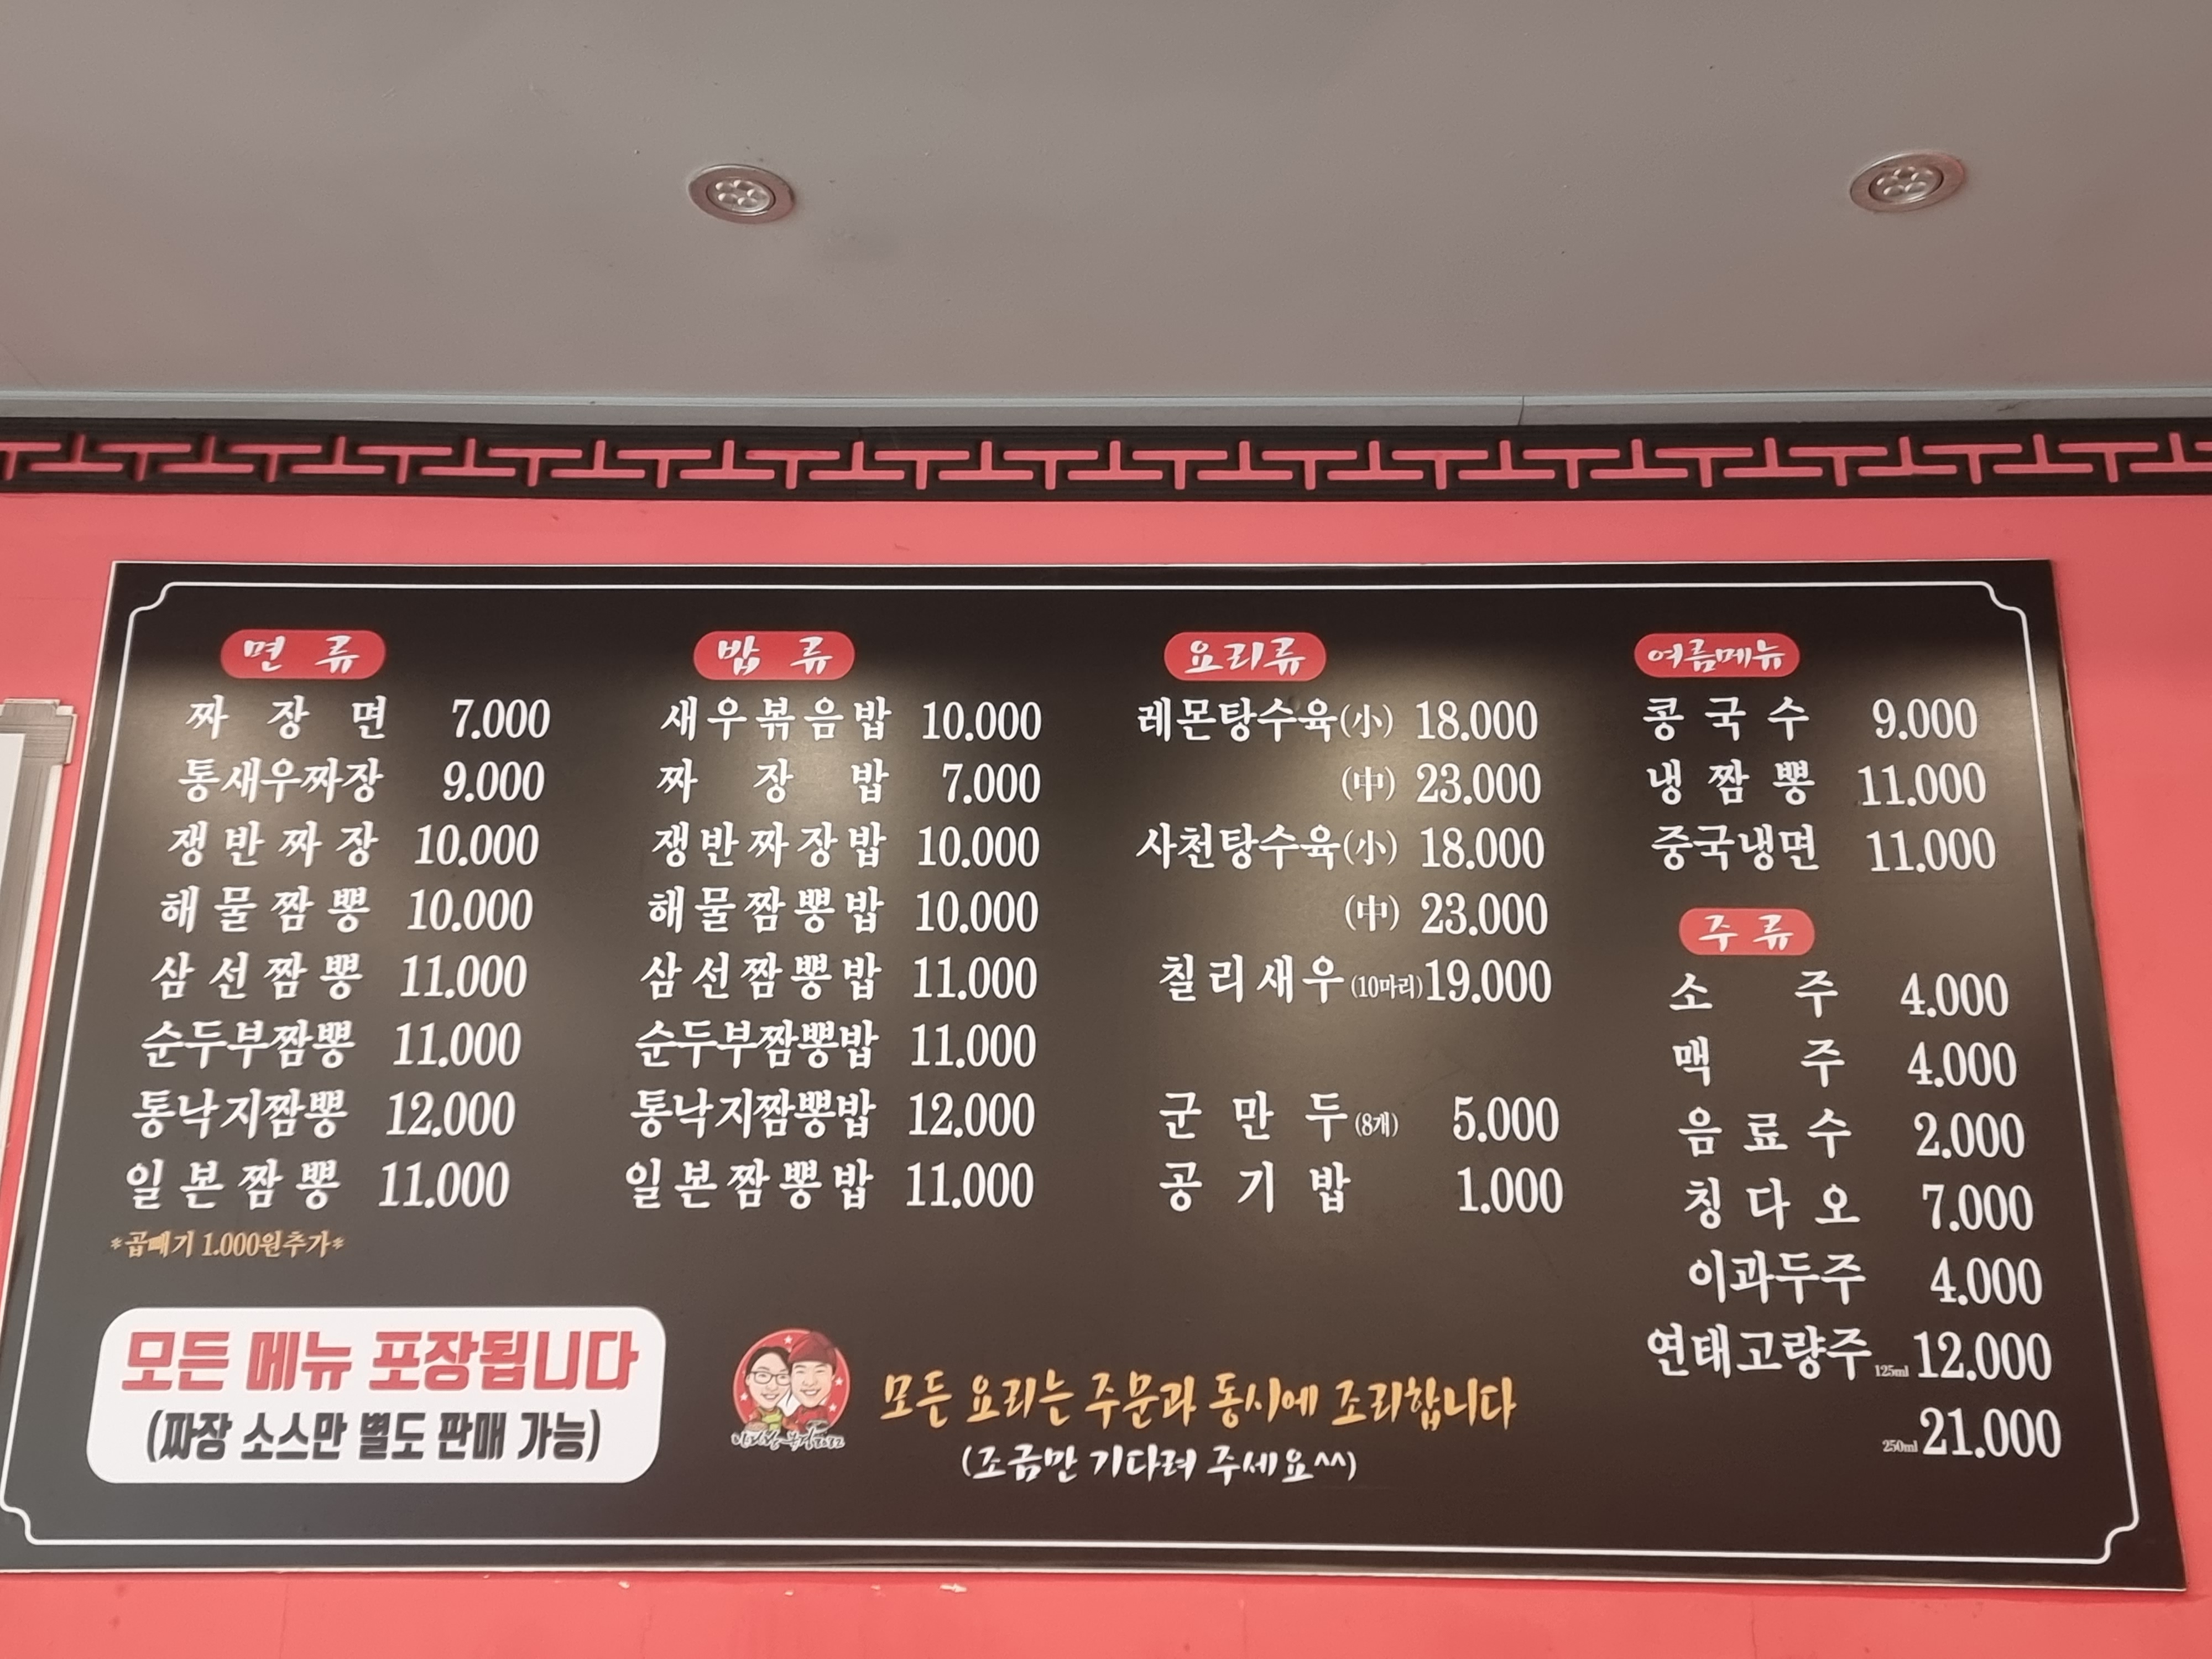 면 류
짜 장 면 7.000
통새우짜장 9.000
쟁 반 짜 장 10.000
해 물 짬 뽕 10.000
삼 선 짬 뽕 11.000
순두부짬뽕 11.000
통낙지짬뽕 12.000
일 본 짬 뽕 11.000
*곱빼기 1.000원추가*
밥 류
새우볶음밥 10.000
짜 장 밥 7.000
쟁반짜장밥 10.000
해물짬뽕밥 10.000
삼선짬뽕밥 11.000
순두부짬뽕밥 11.000
통낙지짬뽕밥 12.000
일본짬뽕밥 11.000
요리류
레몬탕수육(小) 18.000
(中) 23.000
사천탕수육(小) 18.000
(中) 23.000
칠리새우(10마리)19.000
군 만 두(8개) 5.000
공 기 밥 1.000
여름메뉴
콩 국 수 9.000
냉 짬 뽕 11.000
중국냉면 11.000
주 류
소 주 4.000
맥 주 4.000
음 료 수 2.000
칭 다 오 7.000
이과두주 4.000
연태고량주 125ml 12.000
250ml 21.000
모든 메뉴 포장됩니다
(짜장 소스만 별도 판매 가능)
모든 요리는 주문과 동시에 조리합니다
(조금만 기다려 주세요^^)